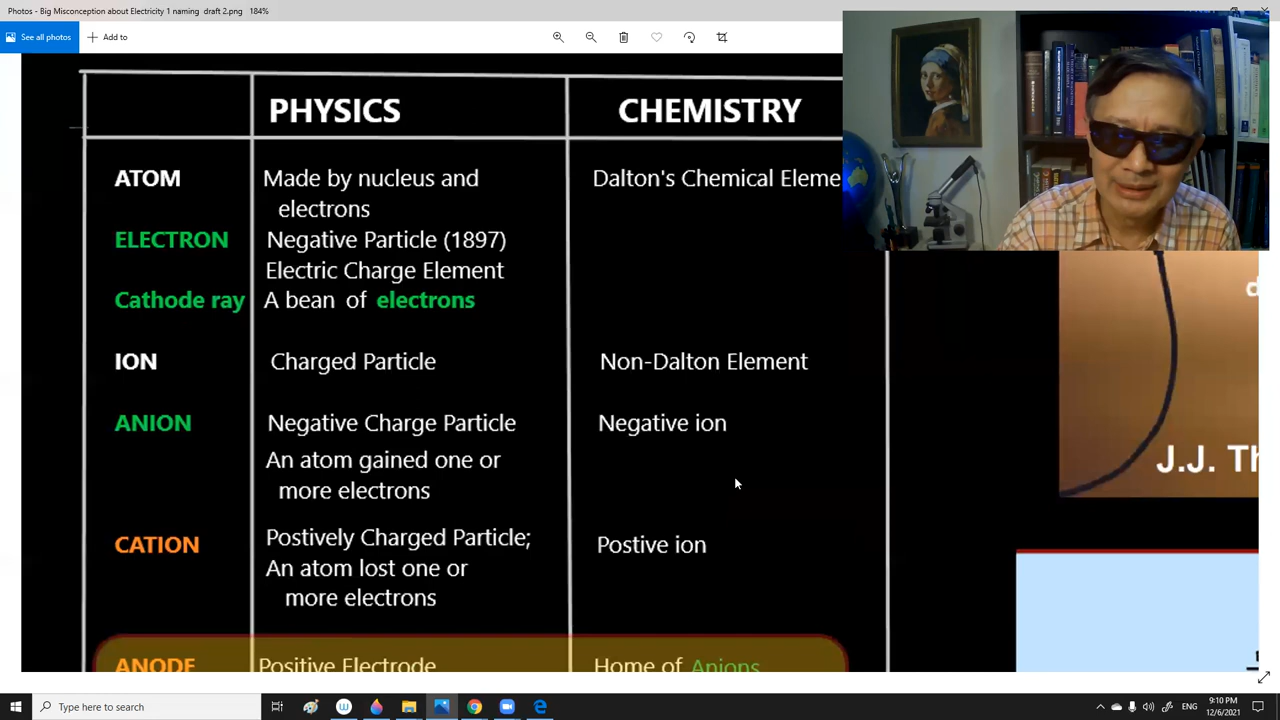 Photos - Big Misconception about Electricity 1 naming draft 2.png 184%
See all photos
Add to
PHYSICS CHEMISTRY
ATOM Made by nucleus and Dalton's Chemical Eleme
electrons
ELECTRON Negative Particle (1897)
Electric Charge Element
Cathode ray A bean of electrons
ION Charged Particle Non-Dalton Element
ANION Negative Charge Particle Negative ion
An atom gained one or
more electrons
CATION Postively Charged Particle; Postive ion
An atom lost one or
more electrons
ANODE Positive Electrode Home of Anions
d
J.J. Th
Type here to search
ENG
9:10 PM
12/6/2021